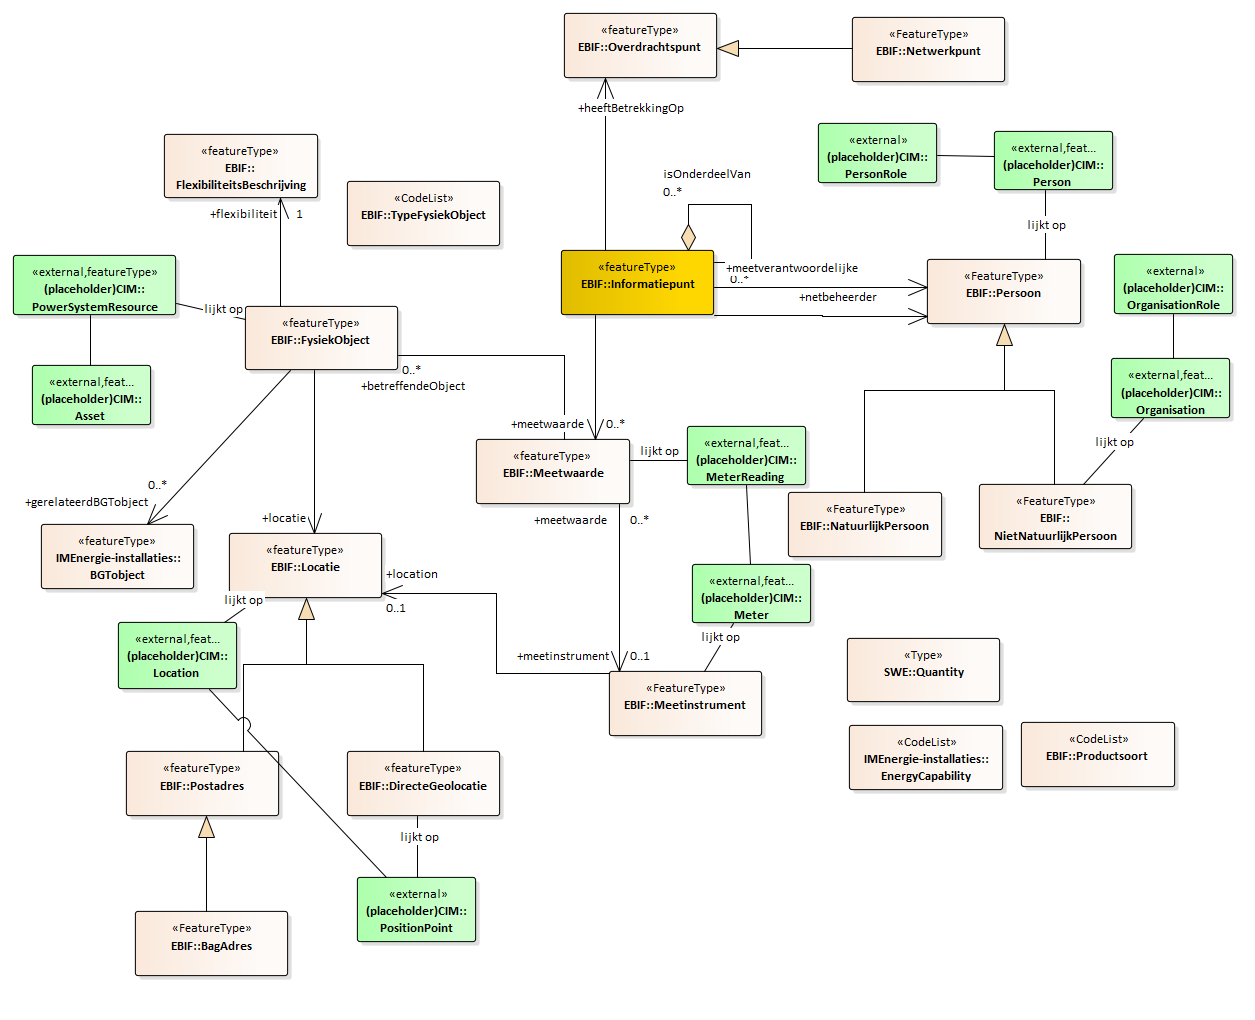 «featureType»
EBIF::Overdrachtspunt
«FeatureType»
EBIF::Netwerkpunt
+heeftBetrekkingOp
«featureType»
EBIF::
FlexibiliteitsBeschrijving
«CodeList»
EBIF::TypeFysiekObject
isOnderdeelVan
0..*
«external»
(placeholder)CIM::
PersonRole
«external,feat...
(placeholder)CIM::
Person
lijkt op
+flexibiliteit
1
«external,featureType»
(placeholder)CIM::
PowerSystemResource
lijkt op
«featureType»
EBIF::FysiekObject
«featureType»
EBIF::Informatiepunt
+meetverantwoordelijke
0..*
+netbeheerder
«FeatureType»
EBIF::Persoon
«external»
(placeholder)CIM::
OrganisationRole
«external,feat...
(placeholder)CIM::
Asset
0..*
+betreffendeObject
«external,feat...
(placeholder)CIM::
Organisation
lijkt op
+meetwaarde
0..*
«featureType»
EBIF::Meetwaarde
lijkt op
«external,feat...
(placeholder)CIM::
MeterReading
0..*
+gerelateerdBGTobject
+locatie
+meetwaarde
0..*
«FeatureType»
EBIF::NatuurlijkPersoon
«FeatureType»
EBIF::
NietNatuurlijkPersoon
«featureType»
IMEnergie-installaties::
BGTobject
«featureType»
EBIF::Locatie
+location
0..1
«external,feat...
(placeholder)CIM::
Meter
lijkt op
lijkt op
«external,feat...
(placeholder)CIM::
Location
+meetinstrument
0..1
«FeatureType»
EBIF::Meetinstrument
«Type»
SWE::Quantity
«CodeList»
IMEnergie-installaties::
EnergyCapability
«CodeList»
EBIF::Productsoort
«featureType»
EBIF::Postadres
«featureType»
EBIF::DirecteGeolocatie
lijkt op
«external»
(placeholder)CIM::
PositionPoint
«FeatureType»
EBIF::BagAdres